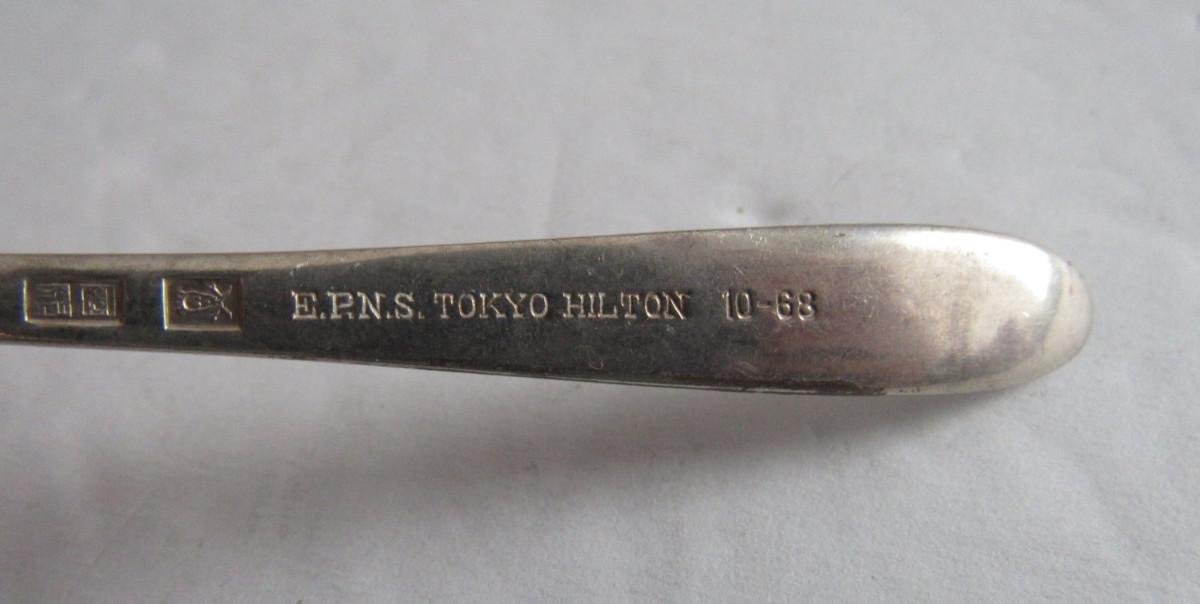 E.P.N.S. TOKYO HILTON 10-68